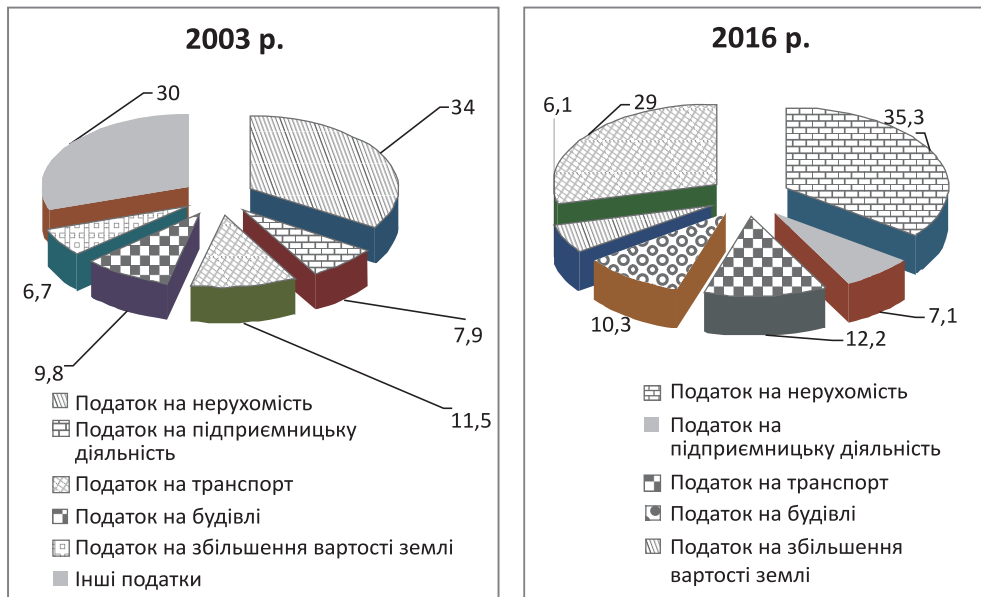 2003 р.
30
34
6,7
7,9
9,8
11,5
Податок на нерухомість
Податок на підприємницьку
діяльність
Податок на транспорт
Податок на будівлі
Податок на збільшення вартості землі
Інші податки
2016 р.
6,1
29
35,3
10,3
7,1
12,2
Податок на нерухомість
Податок на
підприємницьку діяльність
Податок на транспорт
Податок на будівлі
Податок на збільшення
вартості землі